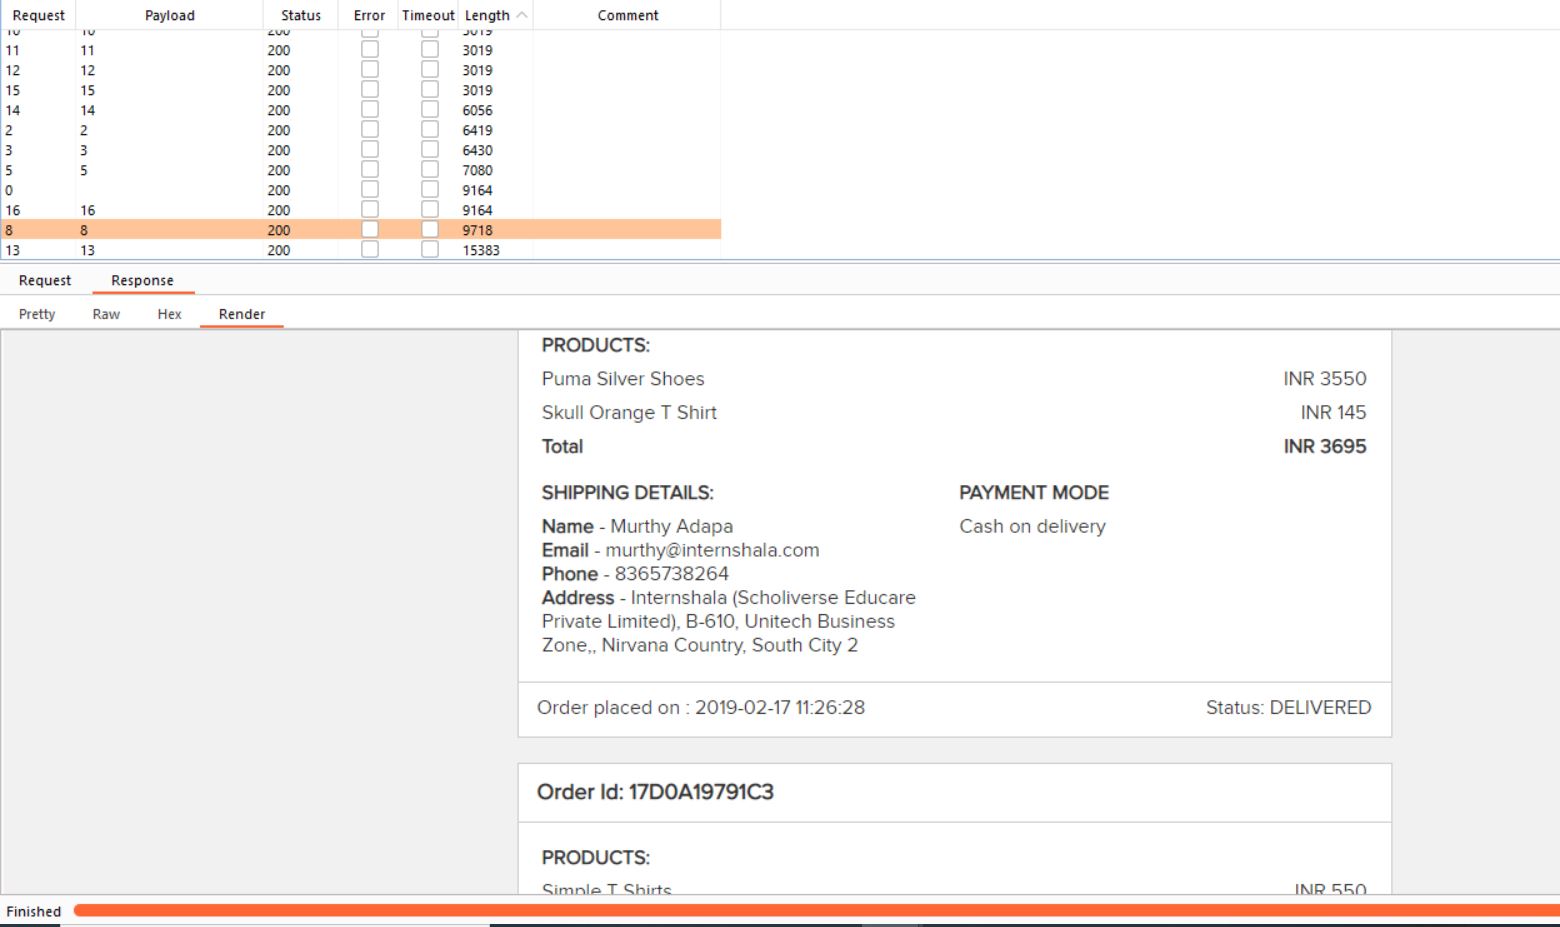 Request Payload Status Error Timeout Length Comment
10 10 200 3019
11 11 200 3019
12 12 200 3019
15 15 200 3019
14 14 200 6056
2 2 200 6419
3 3 200 6430
5 5 200 7080
0 200 9164
16 16 200 9164
8 8 200 9718
13 13 200 15383
Request Response
Pretty Raw Hex Render
PRODUCTS:
Puma Silver Shoes INR 3550
Skull Orange T Shirt INR 145
Total INR 3695
SHIPPING DETAILS: PAYMENT MODE
Name - Murthy Adapa Cash on delivery
Email - murthy@internshala.com
Phone - 8365738264
Address - Internshala (Scholiverse Educare
Private Limited), B-610, Unitech Business
Zone,, Nirvana Country, South City 2
Order placed on : 2019-02-17 11:26:28 Status: DELIVERED
Order Id: 17D0A19791C3
PRODUCTS:
Simple T Shirts INR 550
Finished